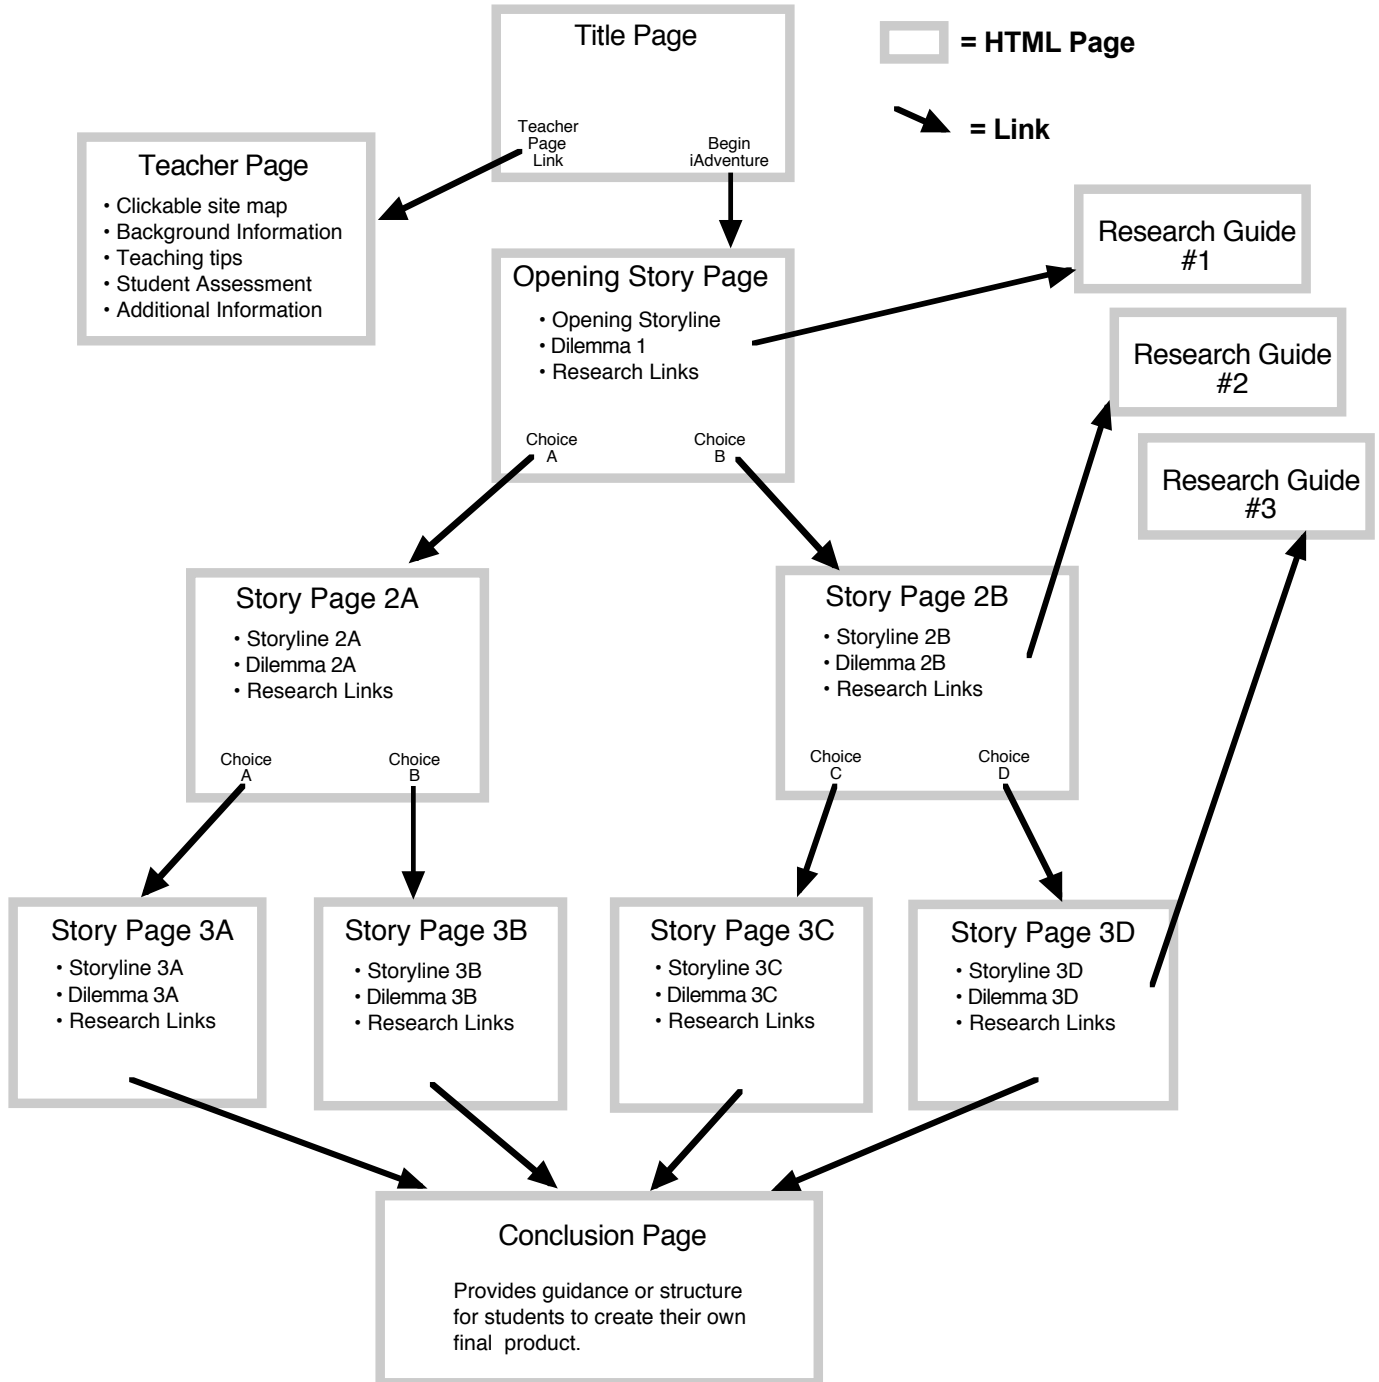 Title Page
Teacher
Page
Link
Begin
iAdventure
= HTML Page
= Link
Teacher Page
• Clickable site map
• Background Information
• Teaching tips
• Student Assessment
• Additional Information
Opening Story Page
• Opening Storyline
• Dilemma 1
• Research Links
Choice
A
Choice
B
Research Guide
#1
Research Guide
#2
Research Guide
#3
Story Page 2A
• Storyline 2A
• Dilemma 2A
• Research Links
Choice
A
Choice
B
Story Page 2B
• Storyline 2B
• Dilemma 2B
• Research Links
Choice
C
Choice
D
Story Page 3A
• Storyline 3A
• Dilemma 3A
• Research Links
Story Page 3B
• Storyline 3B
• Dilemma 3B
• Research Links
Story Page 3C
• Storyline 3C
• Dilemma 3C
• Research Links
Story Page 3D
• Storyline 3D
• Dilemma 3D
• Research Links
Conclusion Page
Provides guidance or structure
for students to create their own
final product.